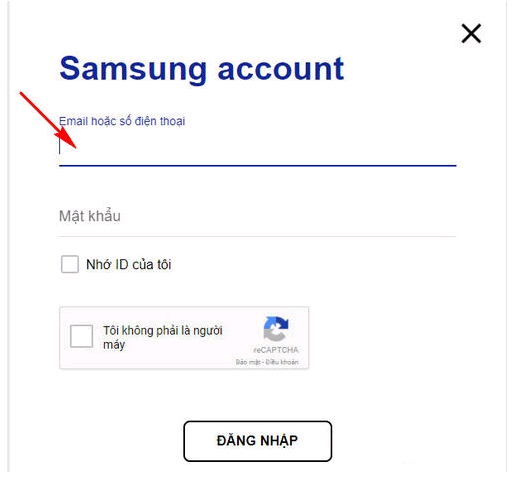 Samsung account
Email hoặc số điện thoại
Mật khẩu
Nhớ ID của tôi
Tôi không phải là người
máy
reCAPTCHA
Bảo mật - Điều khoản
ĐĂNG NHẬP